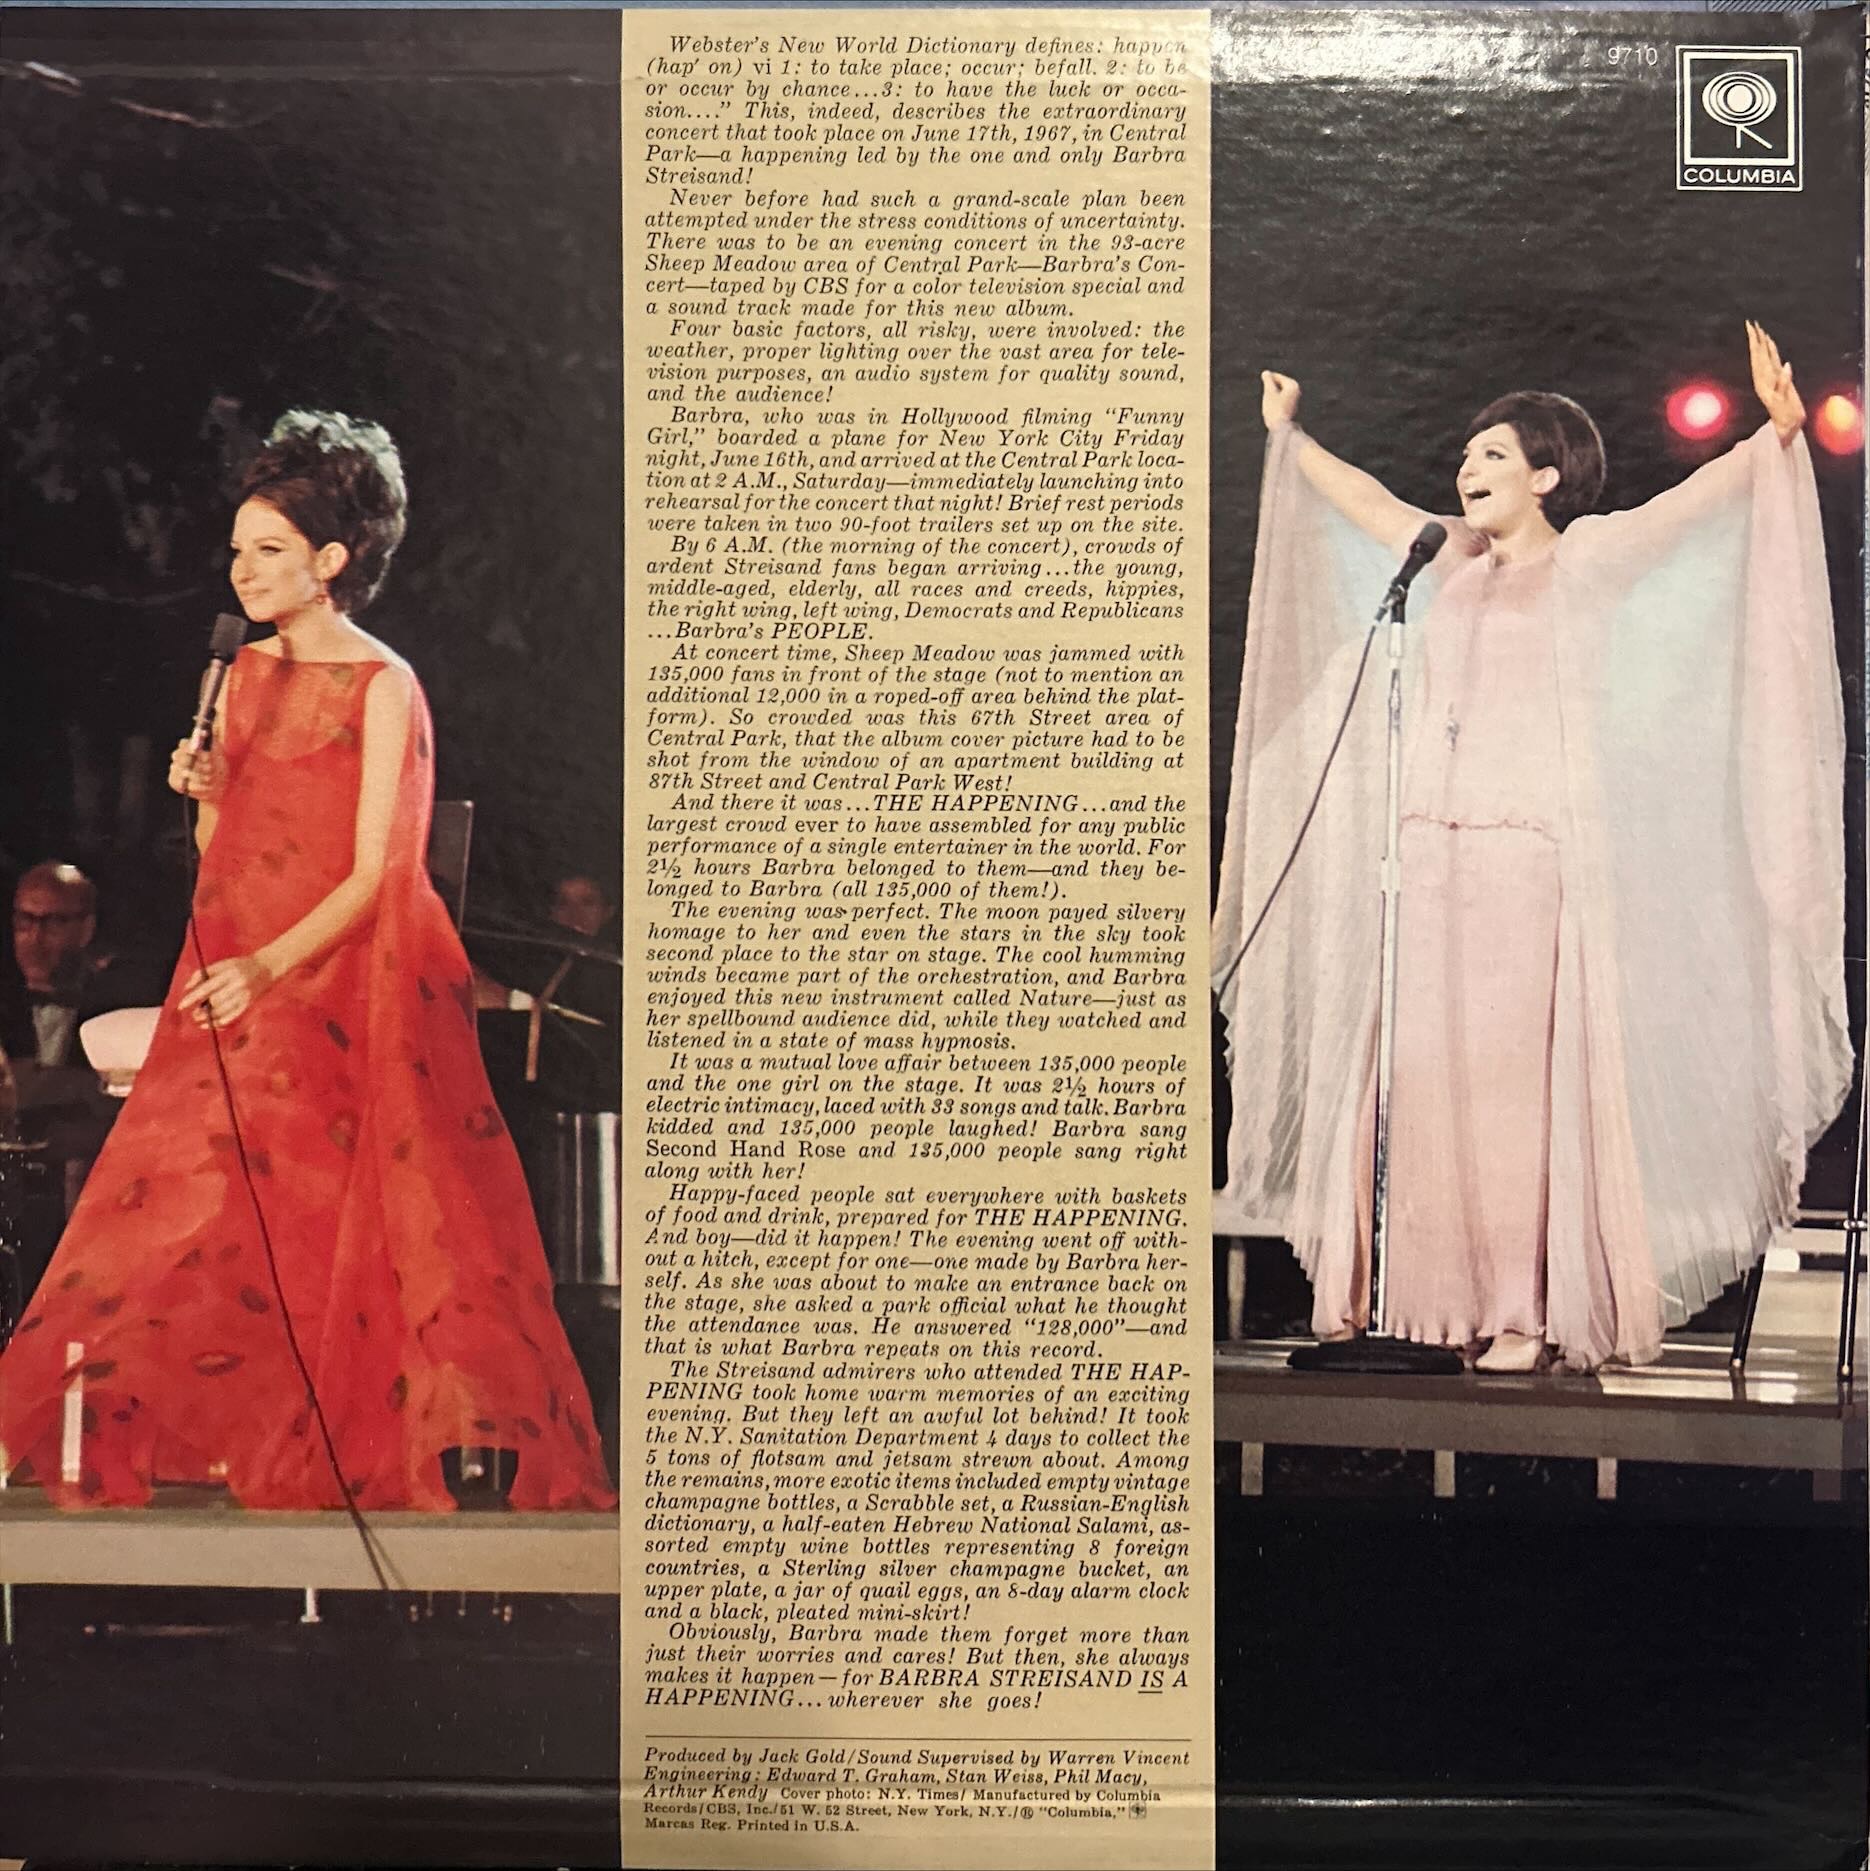 Webster's New World Dictionary defines: happen
(hap' on) vi 1: to take place; occur; befall. 2: to be
or occur by chance...3: to have the luck or occa-
sion...." This, indeed, describes the extraordinary
concert that took place on June 17th, 1967, in Central
Park—a happening led by the one and only Barbra
Streisand!
Never before had such a grand-scale plan been
attempted under the stress conditions of uncertainty.
There was to be an evening concert in the 93-acre
Sheep Meadow area of Central Park—Barbra's Con-
cert—taped by CBS for a color television special and
a sound track made for this new album.
Four basic factors, all risky, were involved: the
weather, proper lighting over the vast area for tele-
vision purposes, an audio system for quality sound,
and the audience!
Barbra, who was in Hollywood filming "Funny
Girl," boarded a plane for New York City Friday
night, June 16th, and arrived at the Central Park loca-
tion at 2 A.M., Saturday—immediately launching into
rehearsal for the concert that night! Brief rest periods
were taken in two 90-foot trailers set up on the site.
By 6 A.M. (the morning of the concert), crowds of
ardent Streisand fans began arriving...the young,
middle-aged, elderly, all races and creeds, hippies,
the right wing, left wing, Democrats and Republicans
...Barbra's PEOPLE.
At concert time, Sheep Meadow was jammed with
135,000 fans in front of the stage (not to mention an
additional 12,000 in a roped-off area behind the plat-
form). So crowded was this 67th Street area of
Central Park, that the album cover picture had to be
shot from the window of an apartment building at
87th Street and Central Park West!
And there it was...THE HAPPENING...and the
largest crowd ever to have assembled for any public
performance of a single entertainer in the world. For
2½ hours Barbra belonged to them—and they be-
longed to Barbra (all 135,000 of them!).
The evening was perfect. The moon payed silvery
homage to her and even the stars in the sky took
second place to the star on stage. The cool humming
winds became part of the orchestration, and Barbra
enjoyed this new instrument called Nature—just as
her spellbound audience did, while they watched and
listened in a state of mass hypnosis.
It was a mutual love affair between 135,000 people
and the one girl on the stage. It was 2½ hours of
electric intimacy, laced with 33 songs and talk. Barbra
kidded and 135,000 people laughed! Barbra sang
Second Hand Rose and 135,000 people sang right
along with her!
Happy-faced people sat everywhere with baskets
of food and drink, prepared for THE HAPPENING.
And boy—did it happen! The evening went off with-
out a hitch, except for one—one made by Barbra her-
self. As she was about to make an entrance back on
the stage, she asked a park official what he thought
the attendance was. He answered "128,000"—and
that is what Barbra repeats on this record.
The Streisand admirers who attended THE HAP-
PENING took home warm memories of an exciting
evening. But they left an awful lot behind! It took
the N.Y. Sanitation Department 4 days to collect the
5 tons of flotsam and jetsam strewn about. Among
the remains, more exotic items included empty vintage
champagne bottles, a Scrabble set, a Russian-English
dictionary, a half-eaten Hebrew National Salami, as-
sorted empty wine bottles representing 8 foreign
countries, a Sterling silver champagne bucket, an
upper plate, a jar of quail eggs, an 8-day alarm clock
and a black, pleated mini-skirt!
Obviously, Barbra made them forget more than
just their worries and cares! But then, she always
makes it happen—for BARBRA STREISAND IS A
HAPPENING...wherever she goes!
Produced by Jack Gold/Sound Supervised by Warren Vincent
Engineering: Edward T. Graham, Stan Weiss, Phil Macy,
Arthur Kendy Cover photo: N.Y. Times/ Manufactured by Columbia
Records/CBS, Inc./51 W. 52 Street, New York, N.Y./® "Columbia,"
Marcas Reg. Printed in U.S.A.
9710
COLUMBIA